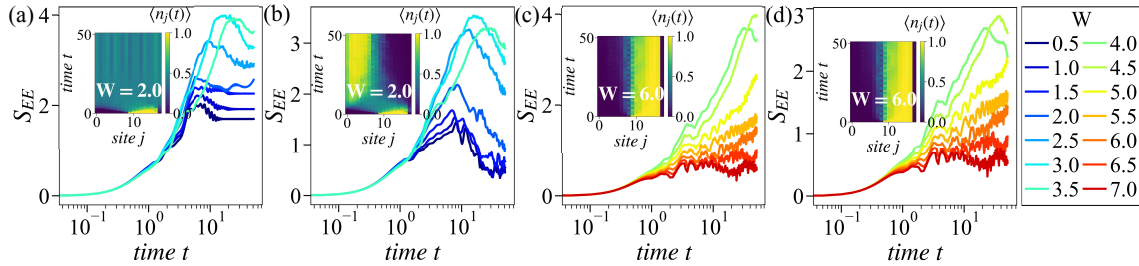 (a)
⟨n_j(t)⟩
4
2
0
S_EE
50
0
time t
1.0
0.5
0.0
W = 2.0
0 10
site j
10^−1 10^0 10^1
time t
(b)
⟨n_j(t)⟩
3
2
1
0
S_EE
50
0
time t
1.0
0.5
0.0
W = 2.0
0 10
site j
10^−1 10^0 10^1
time t
(c)
⟨n_j(t)⟩
4
2
0
S_EE
50
0
time t
1.0
0.5
0.0
W = 6.0
0 10
site j
10^−1 10^0 10^1
time t
(d)
⟨n_j(t)⟩
3
2
1
0
S_EE
50
0
time t
1.0
0.5
0.0
W = 6.0
0 10
site j
10^−1 10^0 10^1
time t
W
0.5 4.0
1.0 4.5
1.5 5.0
2.0 5.5
2.5 6.0
3.0 6.5
3.5 7.0